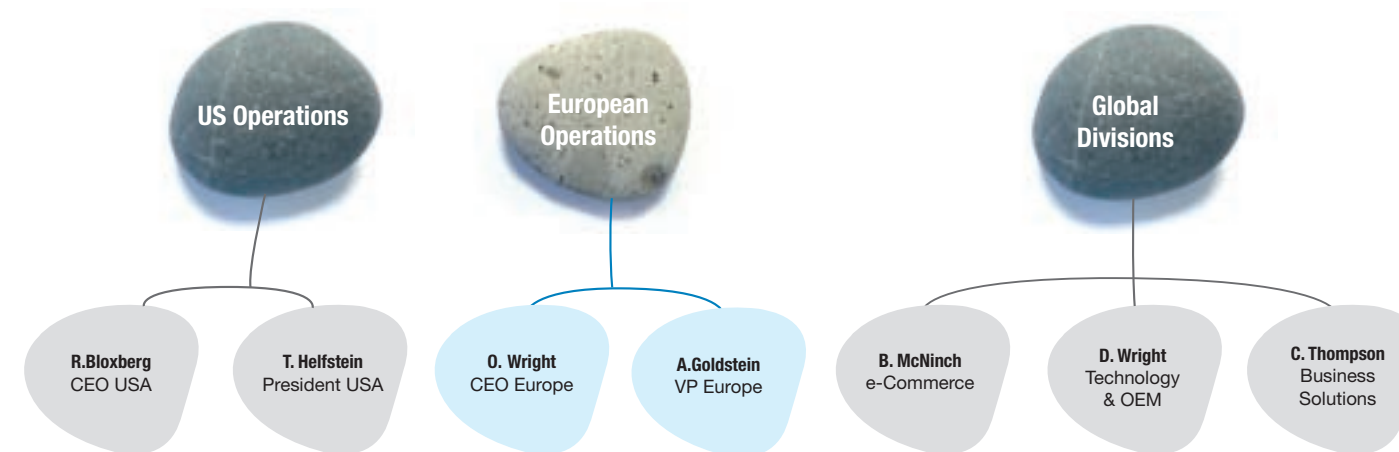 US Operations
European
Operations
Global
Divisions
R.Bloxberg
CEO USA
T. Helfstein
President USA
O. Wright
CEO Europe
A.Goldstein
VP Europe
B. McNinch
e-Commerce
D. Wright
Technology
& OEM
C. Thompson
Business
Solutions